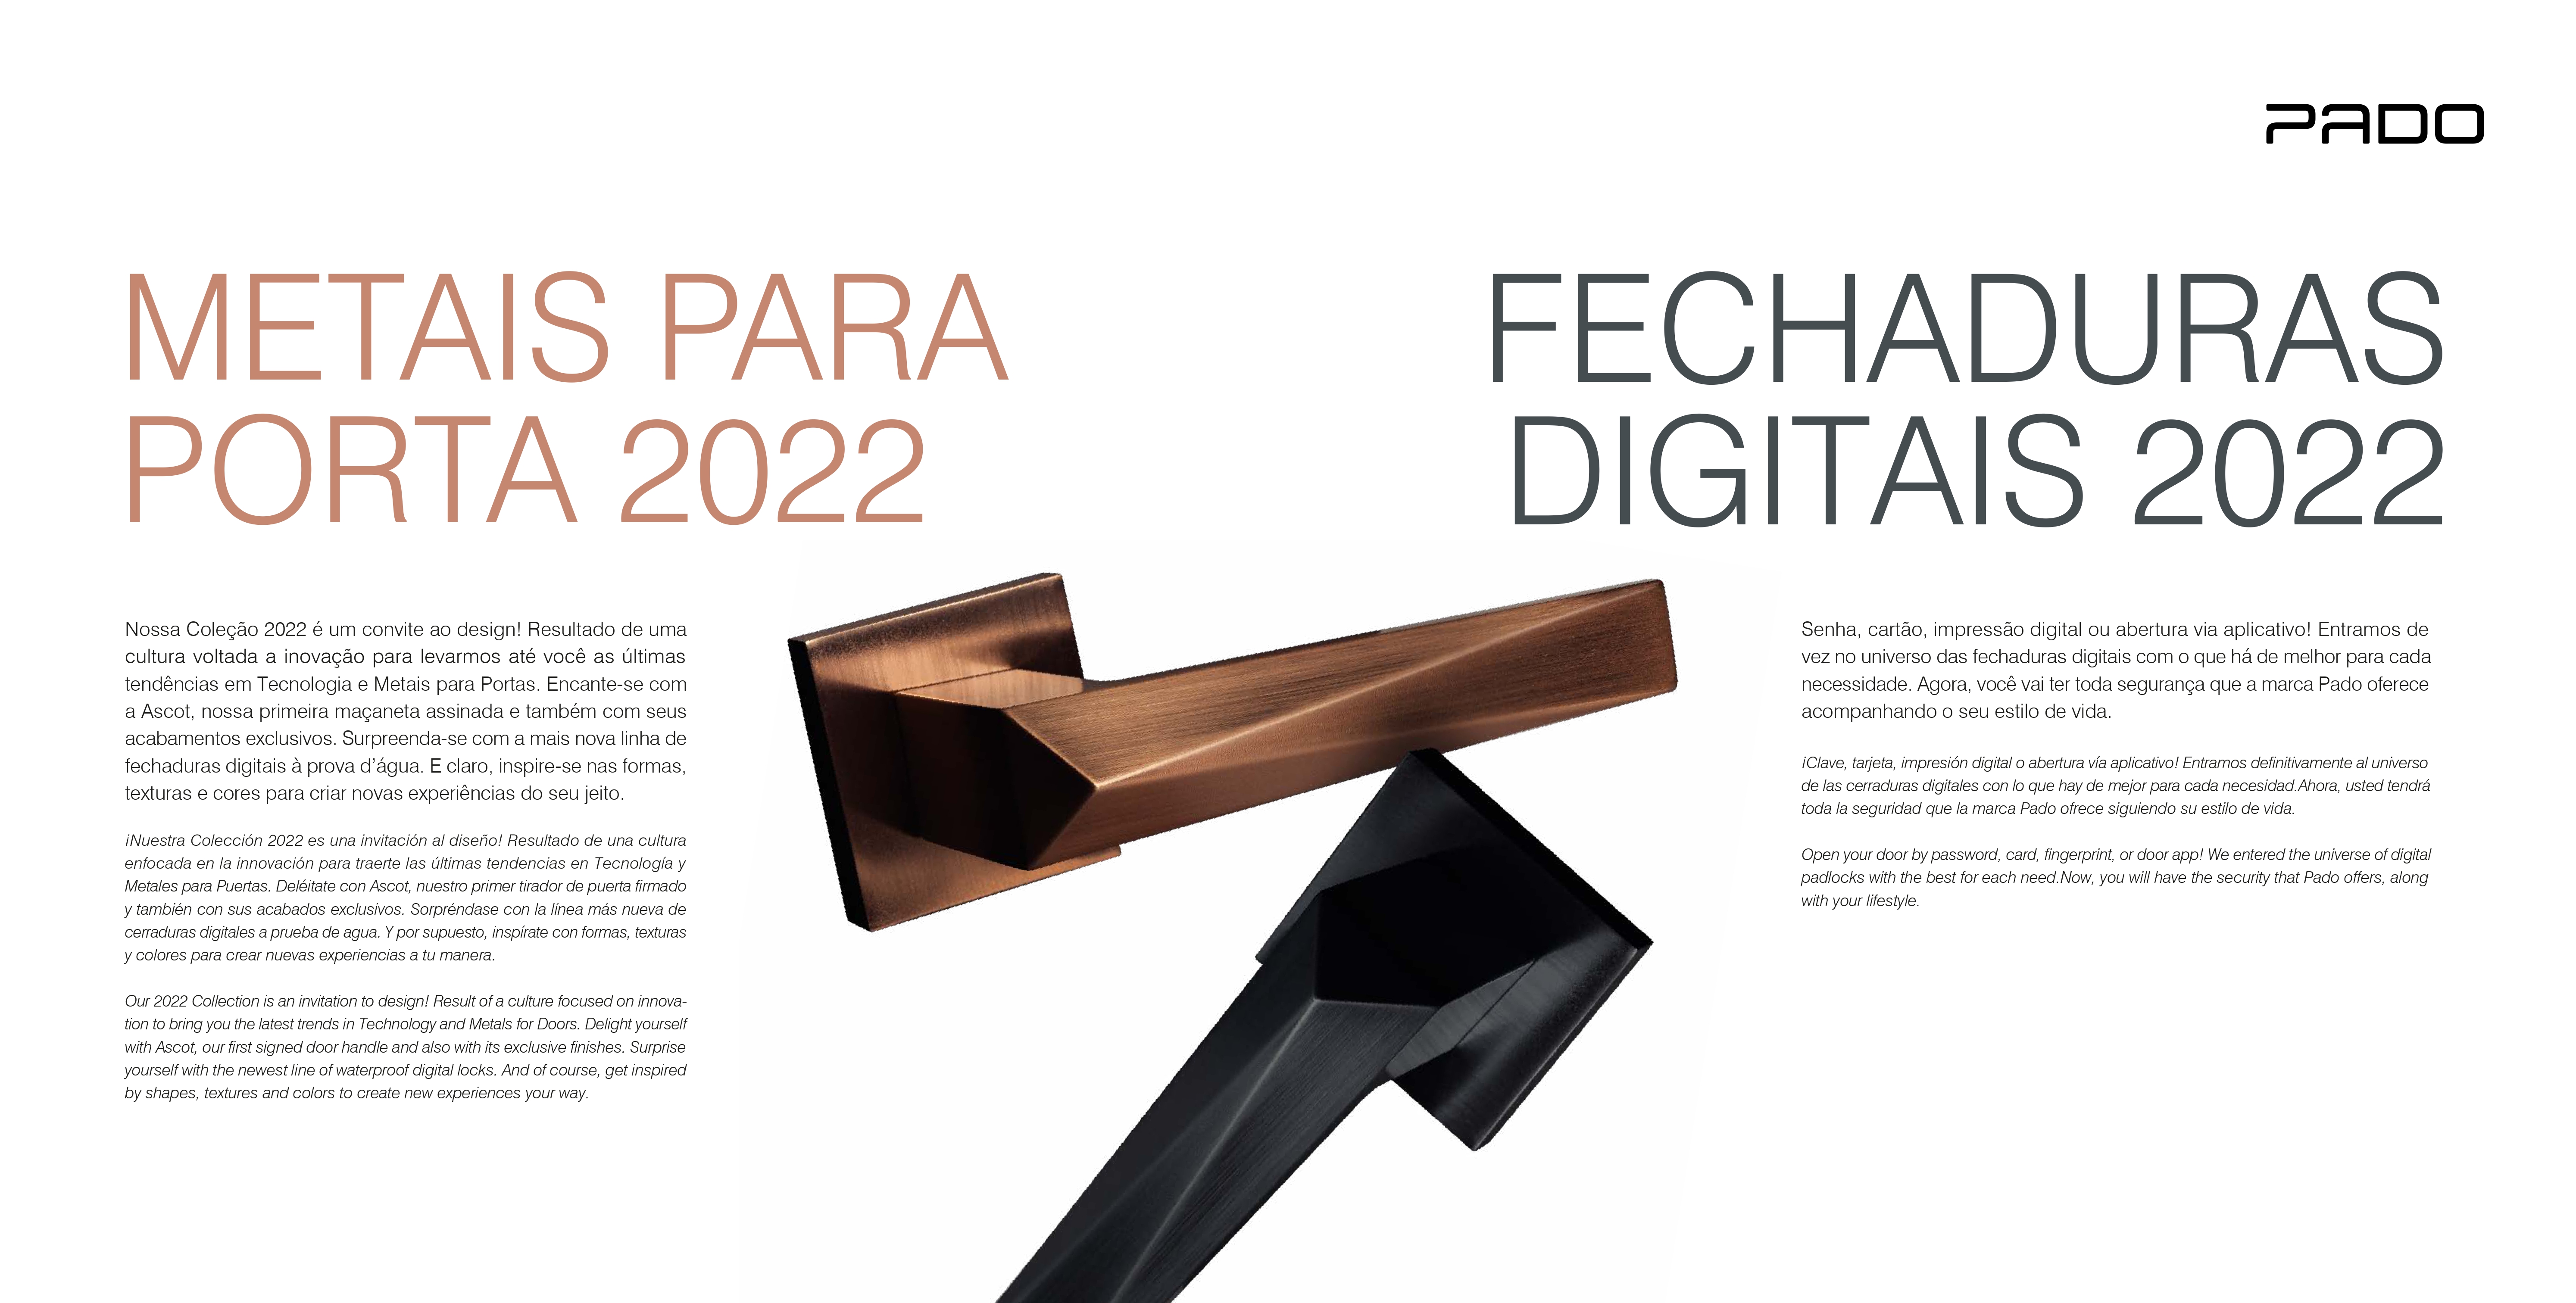 PADO
METAIS PARA
PORTA 2022
Nossa Coleção 2022 é um convite ao design! Resultado de uma
cultura voltada a inovação para levarmos até você as últimas
tendências em Tecnologia e Metais para Portas. Encante-se com
a Ascot, nossa primeira maçaneta assinada e também com seus
acabamentos exclusivos. Surpreenda-se com a mais nova linha de
fechaduras digitais à prova d’água. E claro, inspire-se nas formas,
texturas e cores para criar novas experiências do seu jeito.
¡Nuestra Colección 2022 es una invitación al diseño! Resultado de una cultura
enfocada en la innovación para traerte las últimas tendencias en Tecnología y
Metales para Puertas. Deléitate con Ascot, nuestro primer tirador de puerta firmado
y también con sus acabados exclusivos. Sorpréndase con la línea más nueva de
cerraduras digitales a prueba de agua. Y por supuesto, inspírate con formas, texturas
y colores para crear nuevas experiencias a tu manera.
Our 2022 Collection is an invitation to design! Result of a culture focused on innova-
tion to bring you the latest trends in Technology and Metals for Doors. Delight yourself
with Ascot, our first signed door handle and also with its exclusive finishes. Surprise
yourself with the newest line of waterproof digital locks. And of course, get inspired
by shapes, textures and colors to create new experiences your way.
FECHADURAS
DIGITAIS 2022
Senha, cartão, impressão digital ou abertura via aplicativo! Entramos de
vez no universo das fechaduras digitais com o que há de melhor para cada
necessidade. Agora, você vai ter toda segurança que a marca Pado oferece
acompanhando o seu estilo de vida.
¡Clave, tarjeta, impresión digital o abertura vía aplicativo! Entramos definitivamente al universo
de las cerraduras digitales con lo que hay de mejor para cada necesidad.Ahora, usted tendrá
toda la seguridad que la marca Pado ofrece siguiendo su estilo de vida.
Open your door by password, card, fingerprint, or door app! We entered the universe of digital
padlocks with the best for each need.Now, you will have the security that Pado offers, along
with your lifestyle.